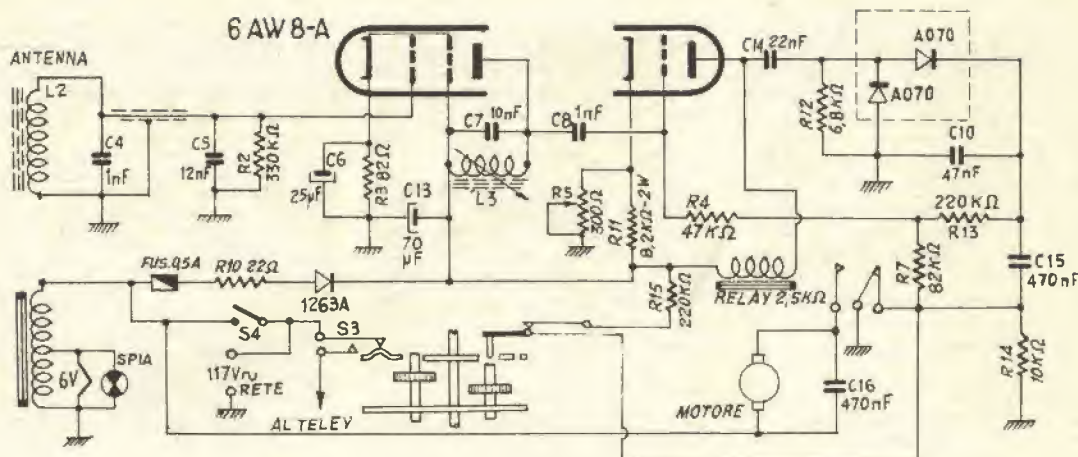 6AW8-A
ANTENNA
L2
C4
1nF
C5
12nF
R2
330KΩ
C6
25µF
R3 82Ω
C13
70
µF
C7
10nF
L3
C8
1nF
R5
300Ω
R11
8,2KΩ-2W
C14
22nF
R12
6,8KΩ
A070
A070
C10
47nF
R4
47KΩ
220KΩ
R13
R7
82KΩ
C15
470nF
R14
10KΩ
RELAY 2,5KΩ
R15
220KΩ
FUS. 0,5A
R10 22Ω
1263A
S4
S3
117V~
RETE
AL TELEV
6V
SPIA
MOTORE
C16
470nF